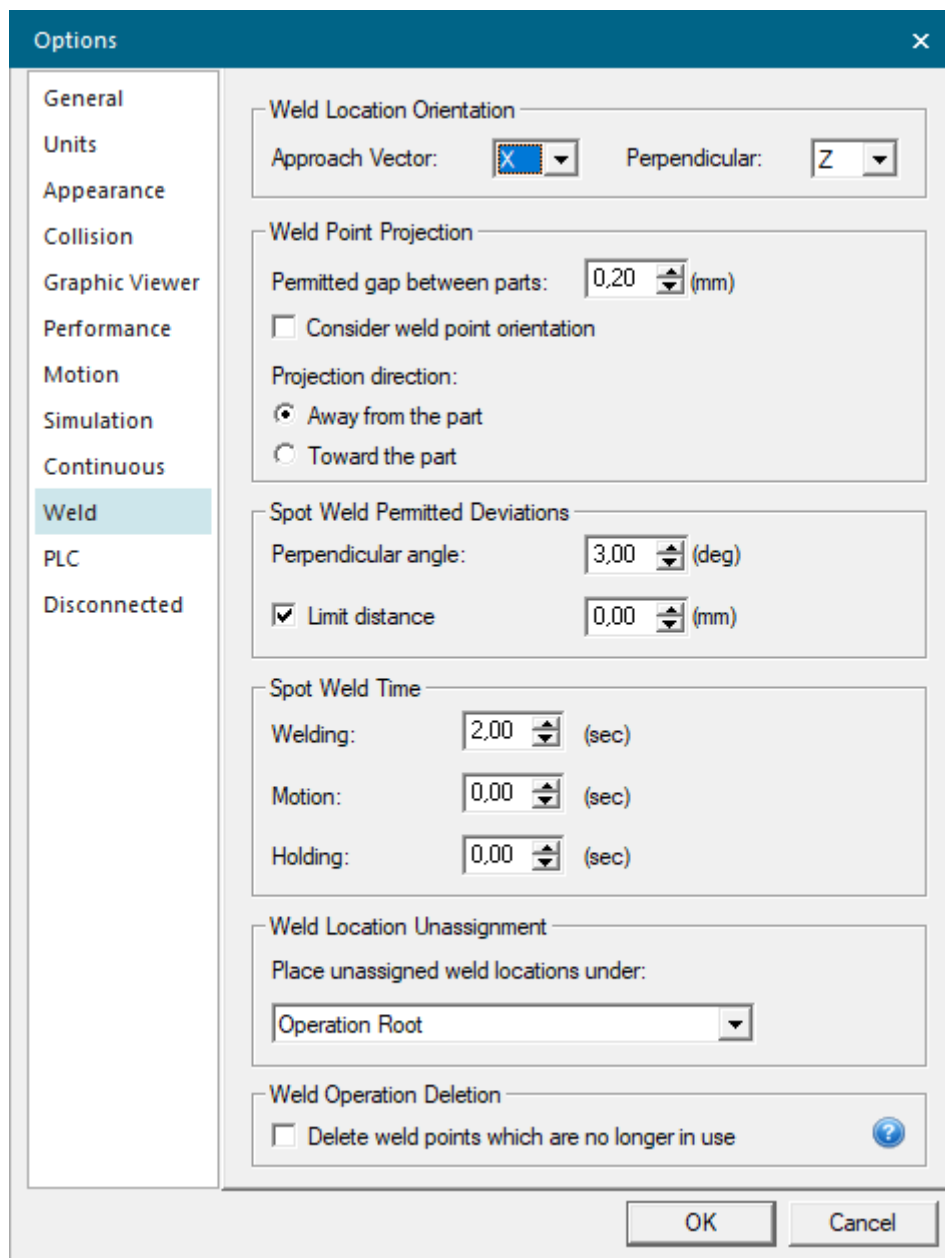 Options
General
Units
Appearance
Collision
Graphic Viewer
Performance
Motion
Simulation
Continuous
Weld
PLC
Disconnected
Weld Location Orientation
Approach Vector: X Perpendicular: Z
Weld Point Projection
Permitted gap between parts: 0,20 (mm)
Consider weld point orientation
Projection direction:
Away from the part
Toward the part
Spot Weld Permitted Deviations
Perpendicular angle: 3,00 (deg)
Limit distance 0,00 (mm)
Spot Weld Time
Welding: 2,00 (sec)
Motion: 0,00 (sec)
Holding: 0,00 (sec)
Weld Location Unassignment
Place unassigned weld locations under:
Operation Root
Weld Operation Deletion
Delete weld points which are no longer in use ?
OK Cancel